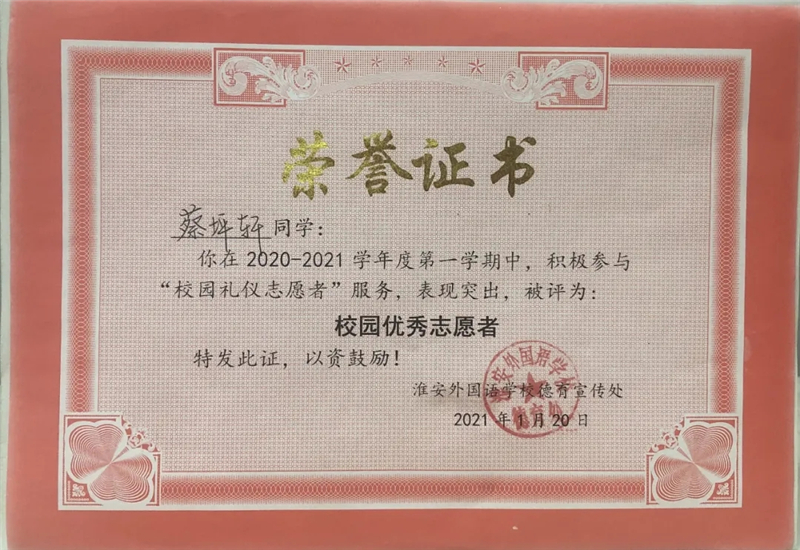 荣誉证书
蔡坪轩同学：
你在 2020-2021 学年度第一学期中，积极参与
“校园礼仪志愿者”服务，表现突出，被评为：
校园优秀志愿者
特发此证，以资鼓励！
淮安外国语学校德育宣传处
2021 年 1 月 20 日